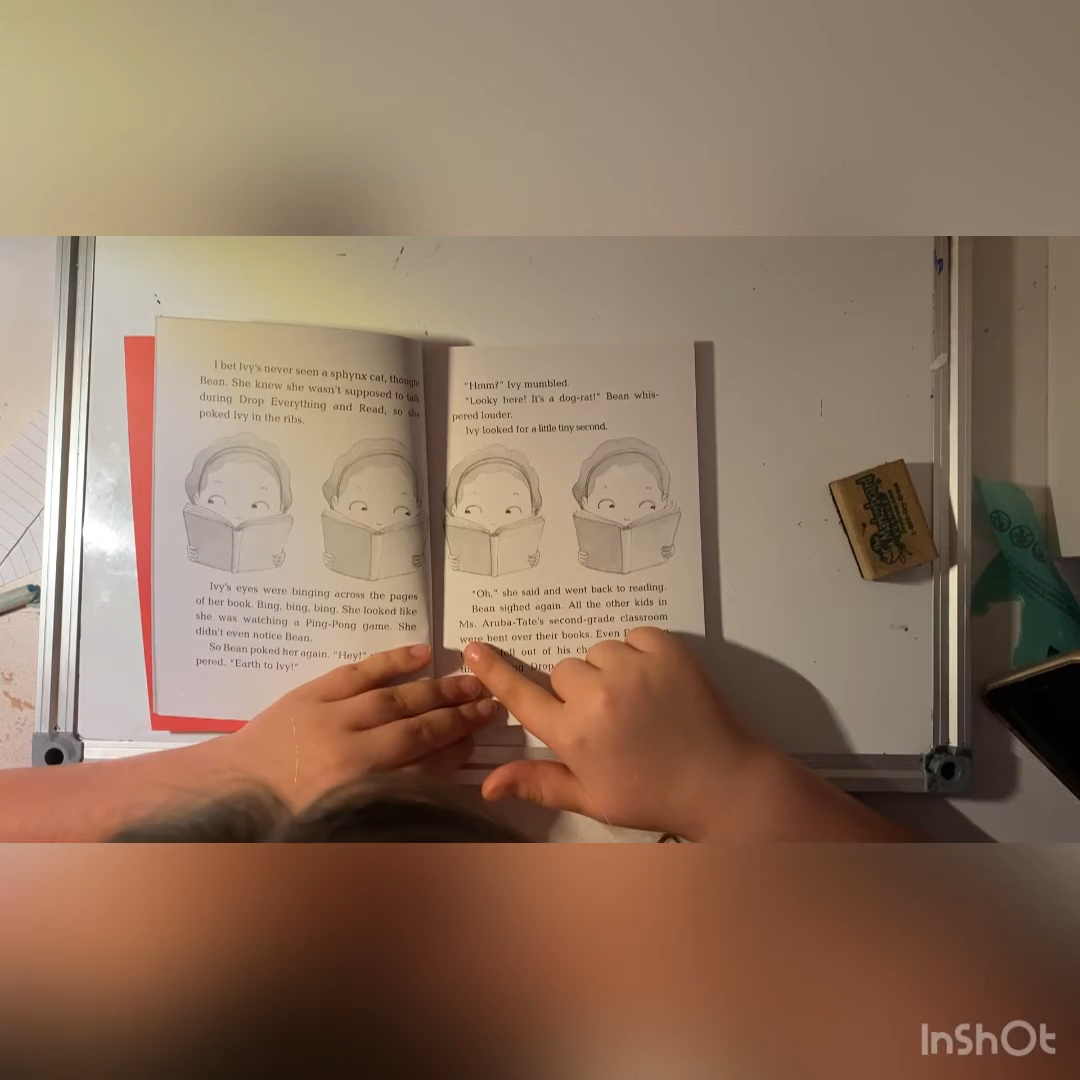 I bet Ivy's never seen a sphynx cat, thought
Bean. She knew she wasn't supposed to talk
during Drop Everything and Read, so she
poked Ivy in the ribs.
Ivy's eyes were binging across the pages
of her book. Bing, bing, bing. She looked like
she was watching a Ping-Pong game. She
didn't even notice Bean.
So Bean poked her again. "Hey!"
pered. "Earth to Ivy!"
"Hmm?" Ivy mumbled.
"Looky here! It's a dog-rat!" Bean whis-
pered louder.
Ivy looked for a little tiny second.
"Oh," she said and went back to reading.
Bean sighed again. All the other kids in
Ms. Aruba-Tate's second-grade classroom
were bent over their books. Even
fell out of his
Drop
InShOt